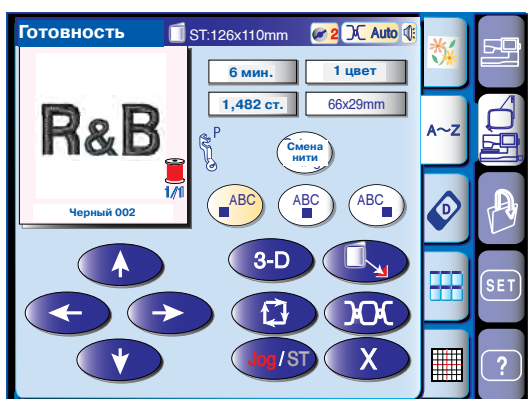 Готовность
ST:126x110mm
2
Auto
6 мин.
1 цвет
1,482 ст.
66x29mm
R&B
P
Смена
нити
1/1
Черный 002
ABC
ABC
ABC
3-D
Jog/ST
X
A~Z
D
SET
?